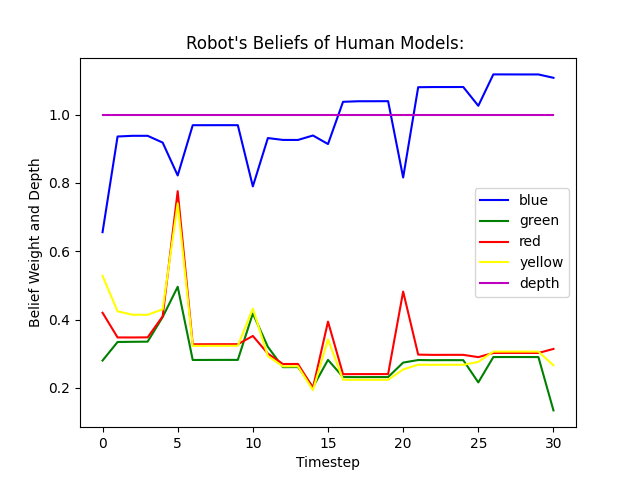 Robot's Beliefs of Human Models:
Belief Weight and Depth
1.0
0.8
0.6
0.4
0.2
blue
green
red
yellow
depth
0 5 10 15 20 25 30
Timestep